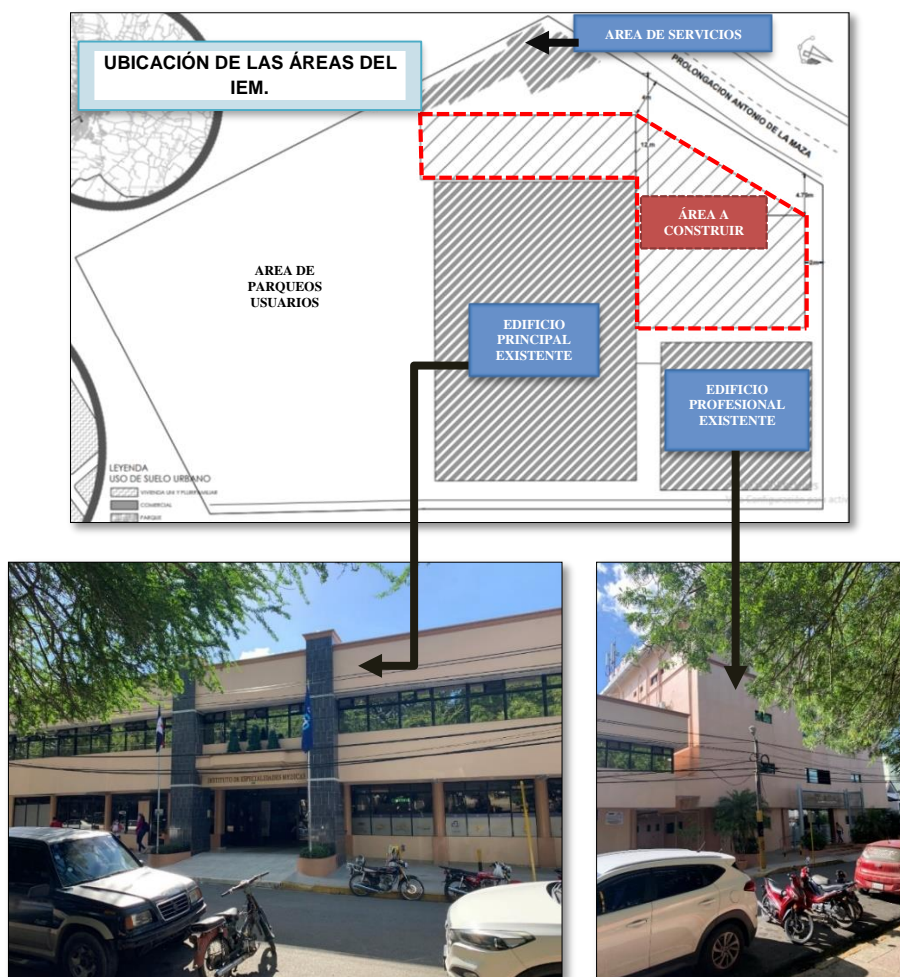 AREA DE SERVICIOS
UBICACIÓN DE LAS ÁREAS DEL
IEM.
PROLONGACION ANTONIO DE LA MAZA
6m
12 m
4.75m
2m
ÁREA A
CONSTRUIR
AREA DE
PARQUEOS
USUARIOS
EDIFICIO
PRINCIPAL
EXISTENTE
EDIFICIO
PROFESIONAL
EXISTENTE
LEYENDA
USO DE SUELO URBANO
VIVIENDA UNI Y PLURIFAMILIAR
COMERCIAL
PARQUE
INSTITUTO DE ESPECIALIDADES MEDICAS